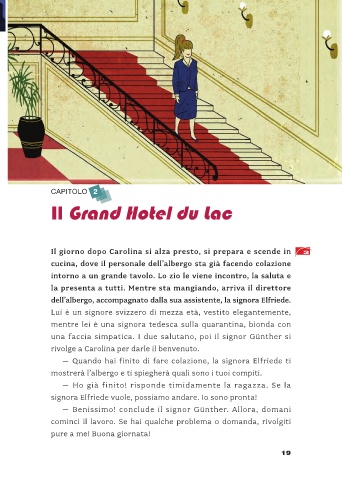 CAPITOLO 2
Il Grand Hotel du Lac
Il giorno dopo Carolina si alza presto, si prepara e scende in
cucina, dove il personale dell'albergo sta già facendo colazione
intorno a un grande tavolo. Lo zio le viene incontro, la saluta e
la presenta a tutti. Mentre sta mangiando, arriva il direttore
dell'albergo, accompagnato dalla sua assistente, la signora Elfriede.
Lui è un signore svizzero di mezza età, vestito elegantemente,
mentre lei è una signora tedesca sulla quarantina, bionda con
una faccia simpatica. I due salutano, poi il signor Günther si
rivolge a Carolina per darle il benvenuto.
— Quando hai finito di fare colazione, la signora Elfriede ti
mostrerà l'albergo e ti spiegherà quali sono i tuoi compiti.
— Ho già finito! risponde timidamente la ragazza. Se la
signora Elfriede vuole, possiamo andare. Io sono pronta!
— Benissimo! conclude il signor Günther. Allora, domani
cominci il lavoro. Se hai qualche problema o domanda, rivolgiti
pure a me! Buona giornata!
19